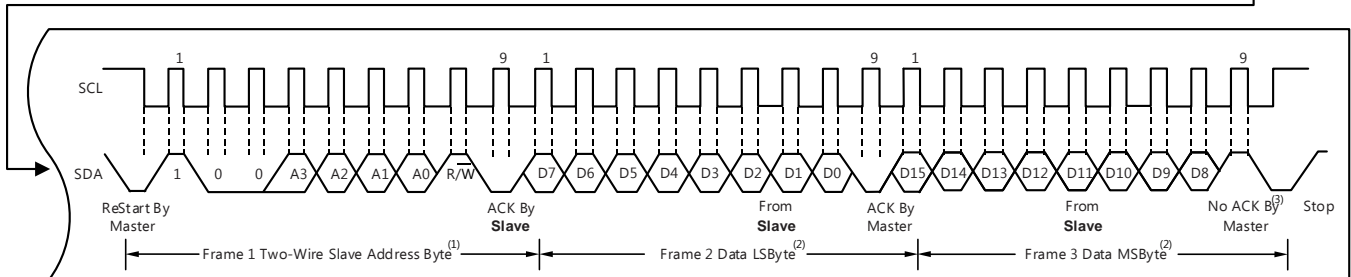 1 9 1 9 1 9
SCL
SDA 1 0 0 A3 A2 A1 A0 R/W D7 D6 D5 D4 D3 D2 D1 D0 D15 D14 D13 D12 D11 D10 D9 D8
ReStart By Master
ACK By Slave
From Slave
ACK By Master
From Slave
No ACK By(3) Master
Stop
Frame 1 Two-Wire Slave Address Byte(1)
Frame 2 Data LSByte(2)
Frame 3 Data MSByte(2)